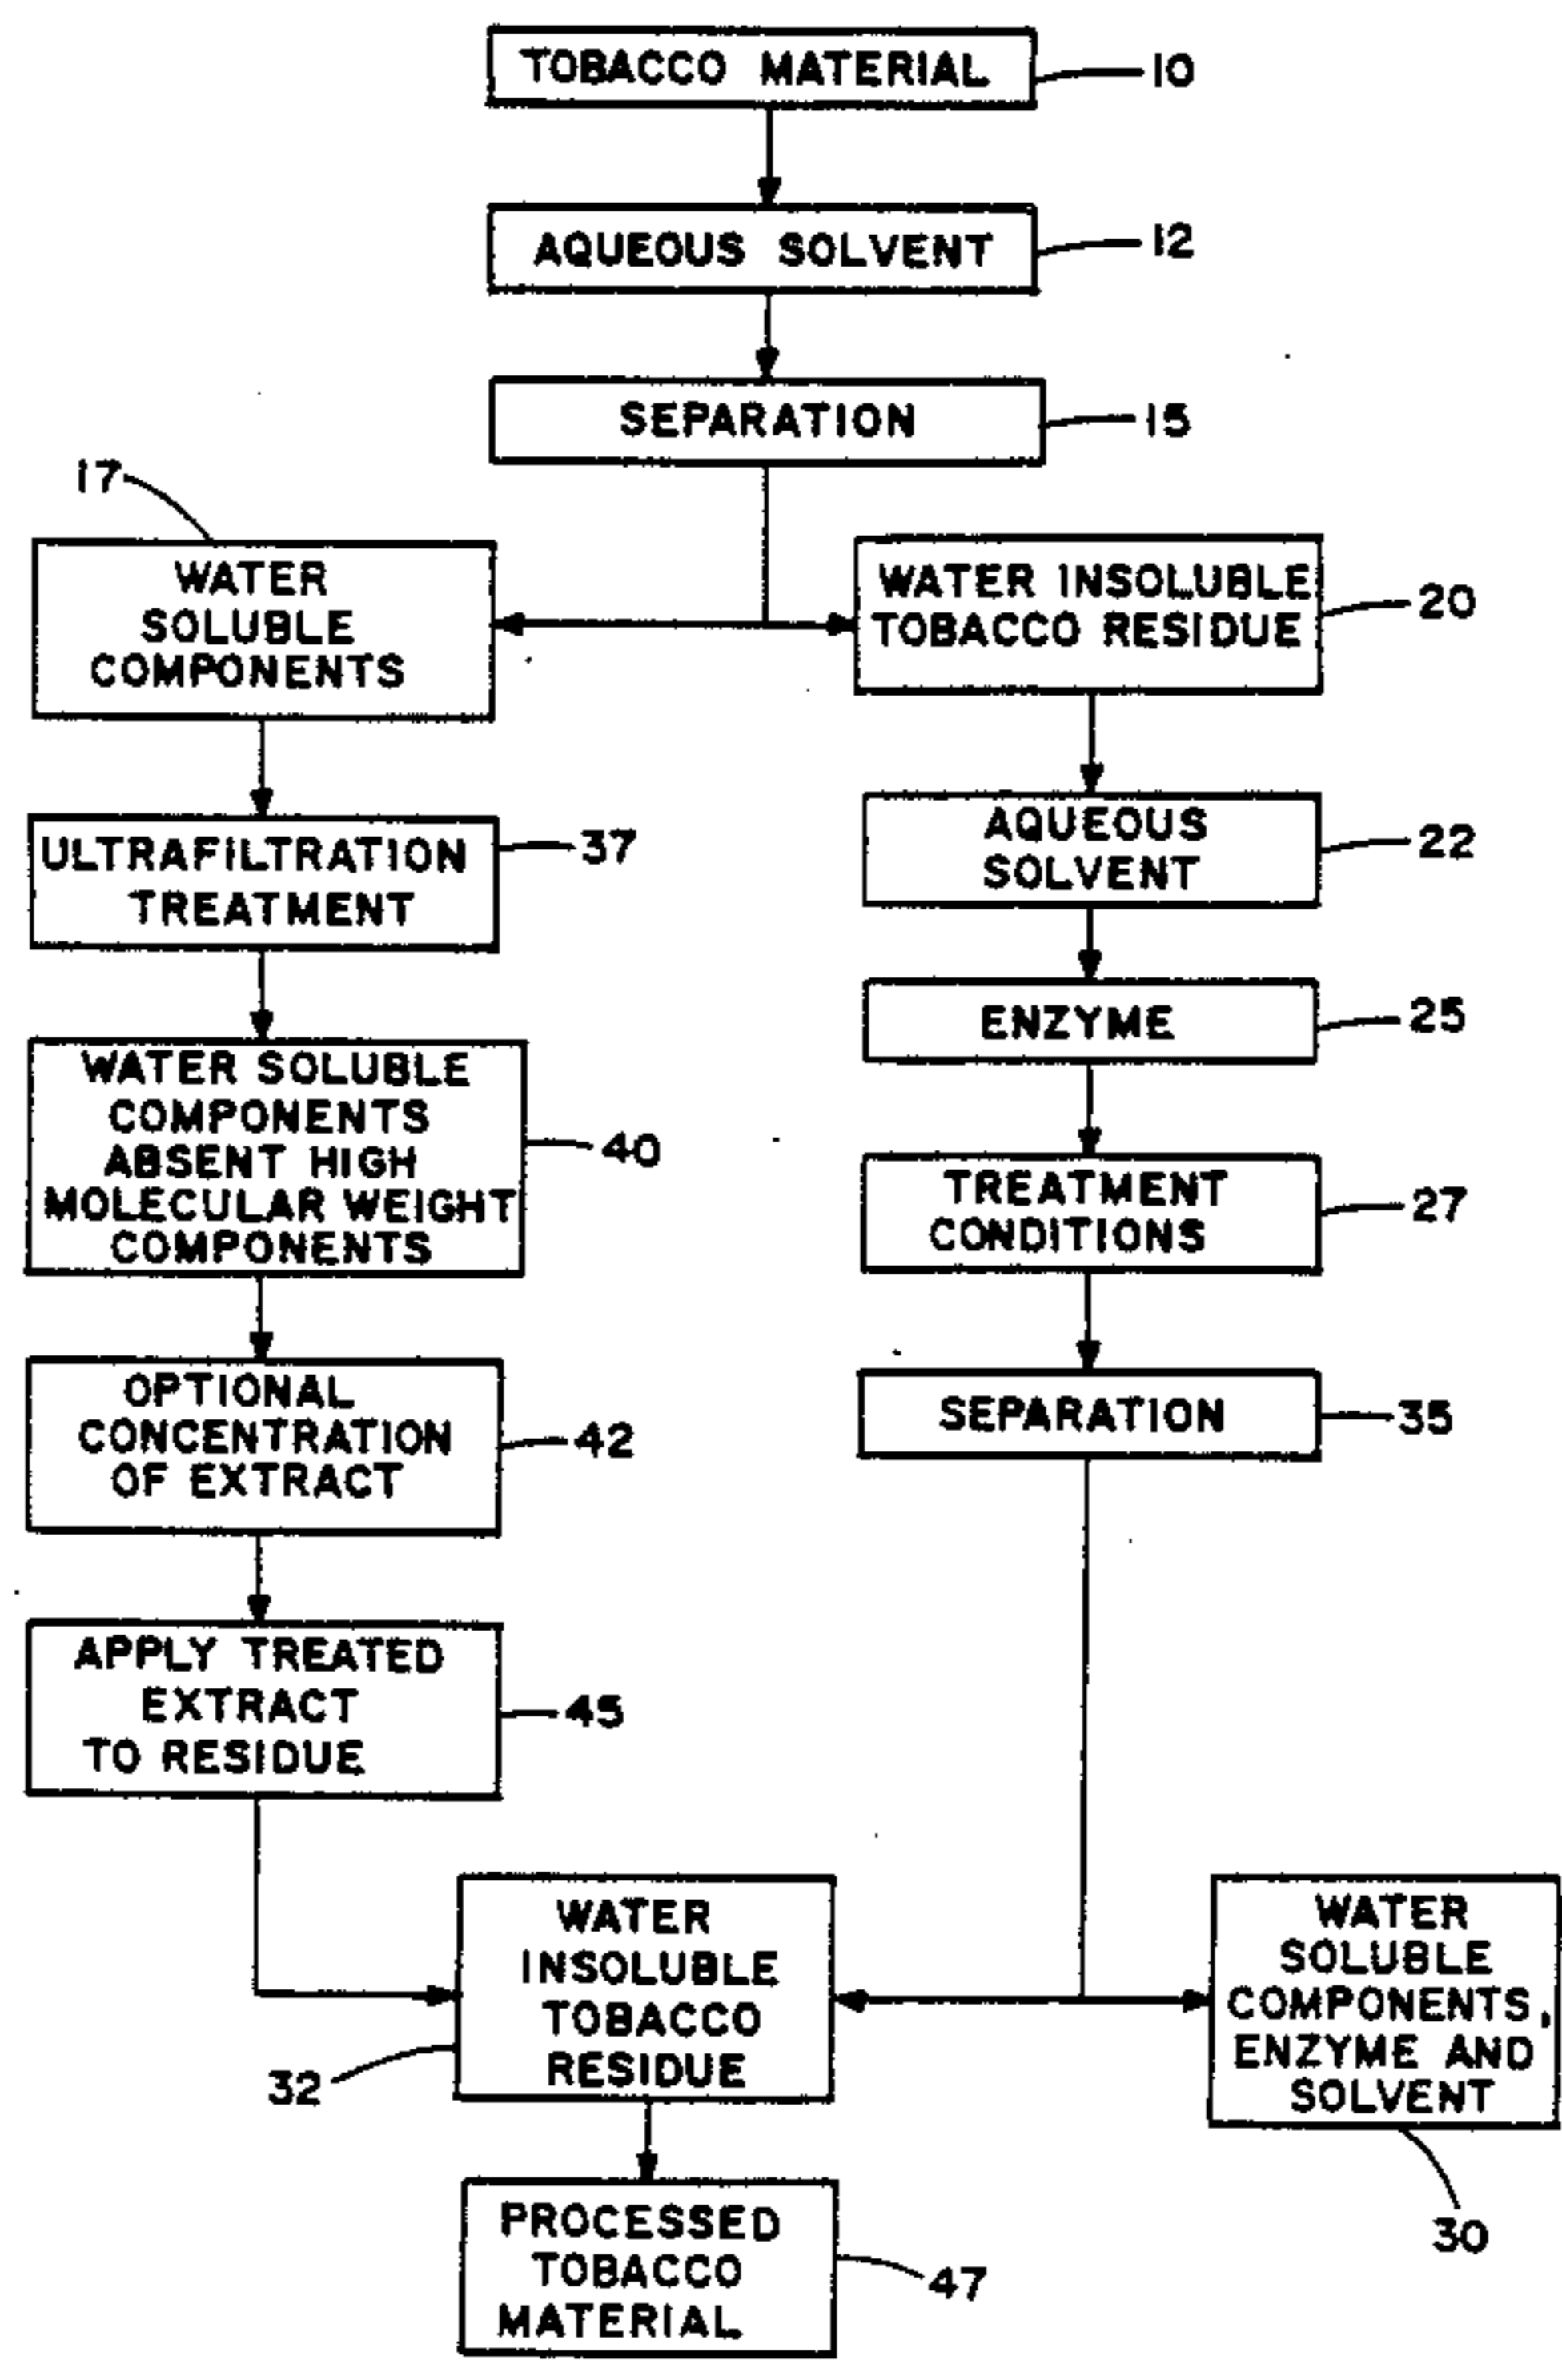 TOBACCO MATERIAL
10
AQUEOUS SOLVENT
12
SEPARATION
15
17
WATER
SOLUBLE
COMPONENTS
WATER INSOLUBLE
TOBACCO RESIDUE
20
ULTRAFILTRATION
TREATMENT
37
AQUEOUS
SOLVENT
22
ENZYME
25
WATER SOLUBLE
COMPONENTS
ABSENT HIGH
MOLECULAR WEIGHT
COMPONENTS
40
TREATMENT
CONDITIONS
27
OPTIONAL
CONCENTRATION
OF EXTRACT
42
SEPARATION
35
APPLY TREATED
EXTRACT
TO RESIDUE
45
WATER
INSOLUBLE
TOBACCO
RESIDUE
32
WATER
SOLUBLE
COMPONENTS,
ENZYME AND
SOLVENT
30
PROCESSED
TOBACCO
MATERIAL
47